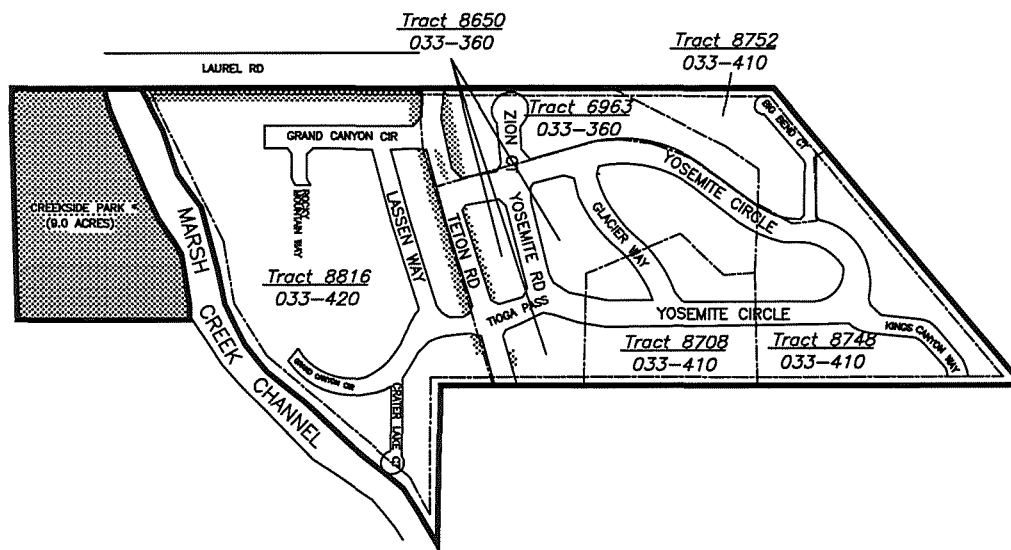 Tract 8650
033-360
Tract 8752
033-410
LAUREL RD
Tract 6963
033-360
BIG BEND CT
ZION CT
GRAND CANYON CIR
YOSEMITE CIRCLE
ROCKY
MOUNTAIN WAY
CREEKSIDE PARK
(9.0 ACRES)
LASSEN WAY
TETON RD
YOSEMITE RD
GLACIER WAY
MARSH CREEK CHANNEL
Tract 8816
033-420
TIOGA PASS
YOSEMITE CIRCLE
KINGS CANYON WAY
Tract 8708
033-410
Tract 8748
033-410
GRAND CANYON CIR
CRATER LAKE CT